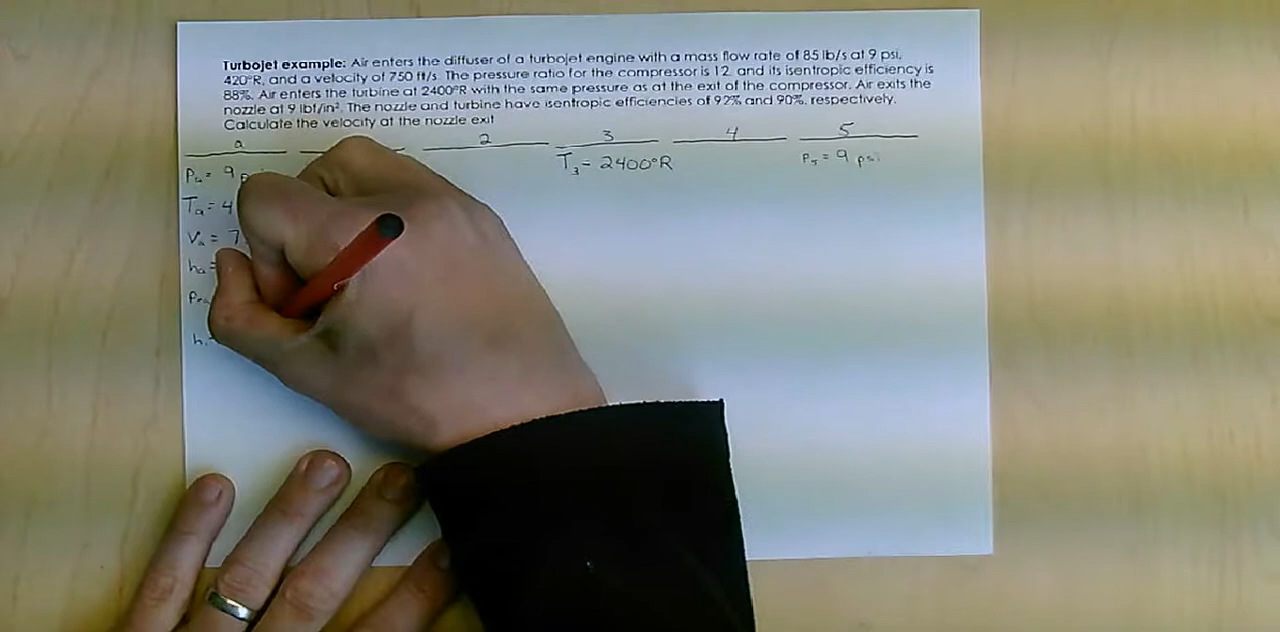 Turbojet example: Air enters the diffuser of a turbojet engine with a mass flow rate of 85 lb/s at 9 psi,
420°R, and a velocity of 750 ft/s. The pressure ratio for the compressor is 12, and its isentropic efficiency is
88%. Air enters the turbine at 2400°R with the same pressure as at the exit of the compressor. Air exits the
nozzle at 9 lbf/in². The nozzle and turbine have isentropic efficiencies of 92% and 90%, respectively.
Calculate the velocity at the nozzle exit
a 2 3 4 5
Pa = 9 T3 = 2400°R P5 = 9 psi
Ta = 4
Va = 7
ha =
Pra